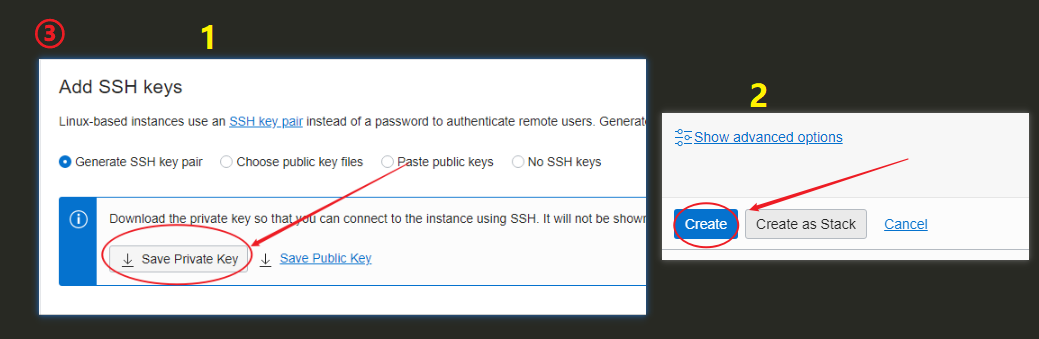 ③
1
Add SSH keys
Linux-based instances use an SSH key pair instead of a password to authenticate remote users. Generate
Generate SSH key pair Choose public key files Paste public keys No SSH keys
Download the private key so that you can connect to the instance using SSH. It will not be shown
Save Private Key Save Public Key
2
Show advanced options
Create Create as Stack Cancel